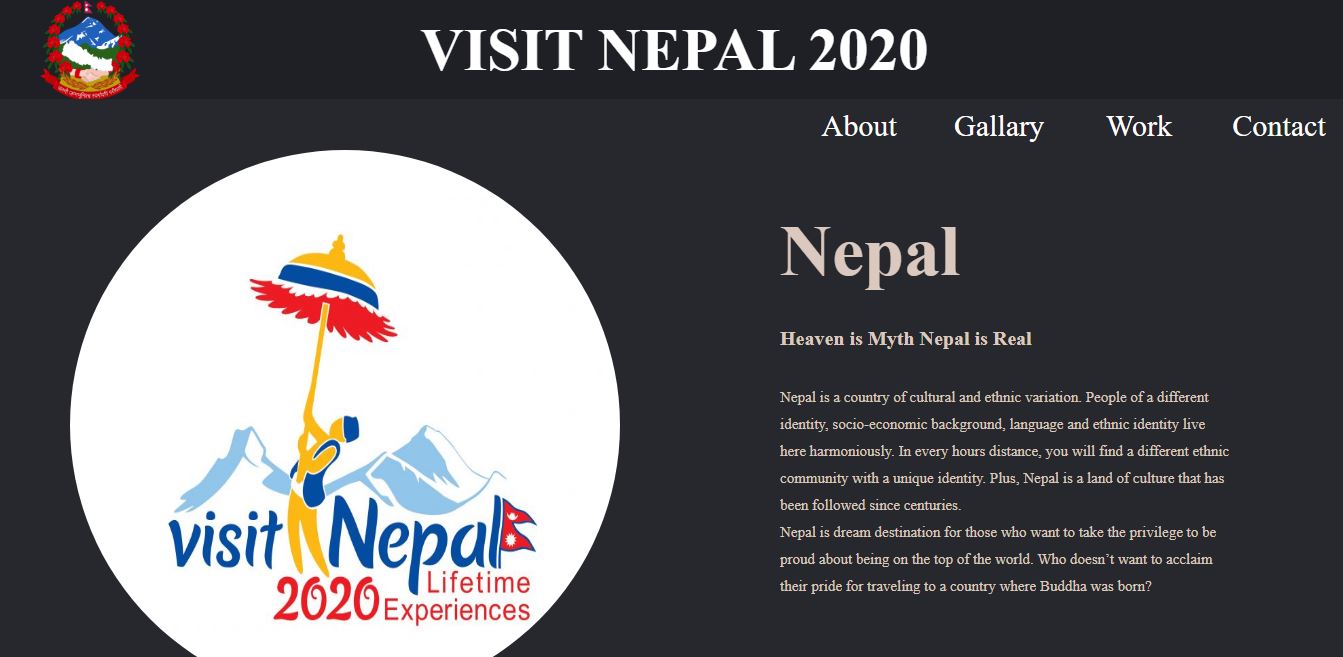 VISIT NEPAL 2020
About Gallary Work Contact
visit Nepal
2020 Lifetime
Experiences
Nepal
Heaven is Myth Nepal is Real
Nepal is a country of cultural and ethnic variation. People of a different
identity, socio-economic background, language and ethnic identity live
here harmoniously. In every hours distance, you will find a different ethnic
community with a unique identity. Plus, Nepal is a land of culture that has
been followed since centuries.
Nepal is dream destination for those who want to take the privilege to be
proud about being on the top of the world. Who doesn’t want to acclaim
their pride for traveling to a country where Buddha was born?